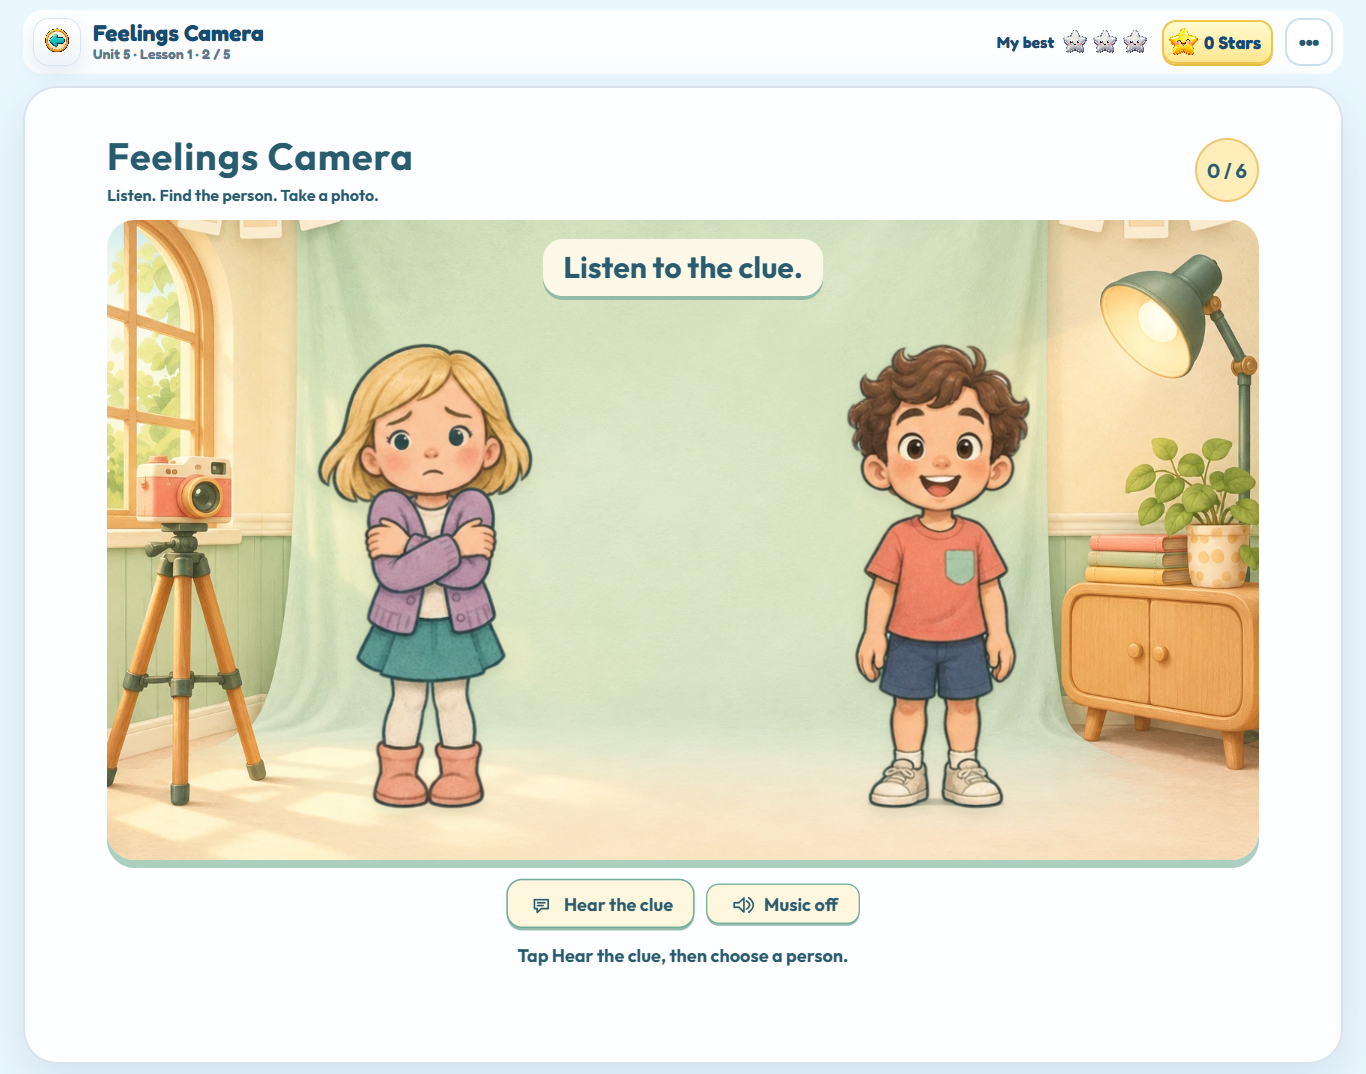 Feelings Camera
Unit 5 · Lesson 1 · 2 / 5
My best
0 Stars
Feelings Camera
Listen. Find the person. Take a photo.
0 / 6
Listen to the clue.
Hear the clue
Music off
Tap Hear the clue, then choose a person.